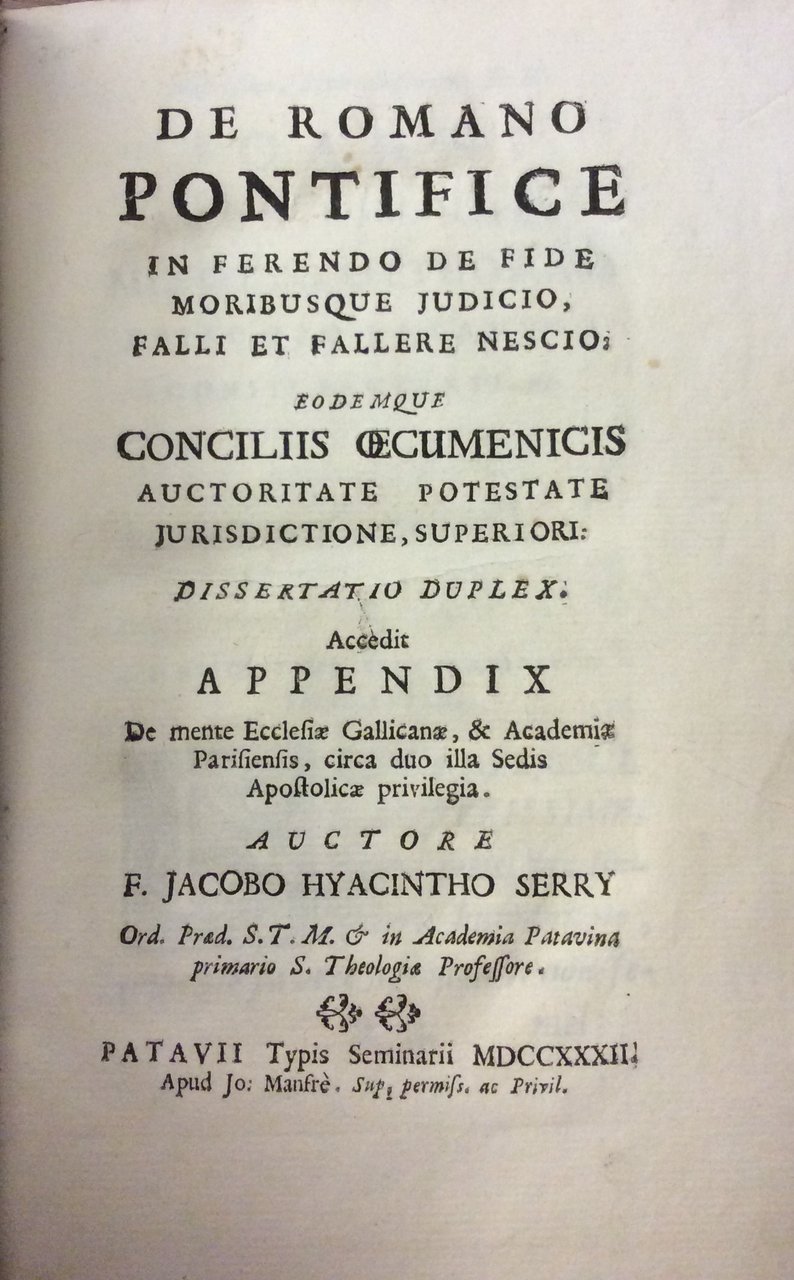 DE ROMANO
PONTIFICE
IN FERENDO DE FIDE
MORIBUSQUE JUDICIO,
FALLI ET FALLERE NESCIO;
EODEMQUE
CONCILIIS ŒCUMENICIS
AUCTORITATE POTESTATE
JURISDICTIONE, SUPERIORI:
DISSERTATIO DUPLEX.
Accèdit
APPENDIX
De mente Eccleſiæ Gallicanæ, & Academiæ
Pariſienſis, circa duo illa Sedis
Apoſtolicæ privilegia.
AUCTORE
F. JACOBO HYACINTHO SERRY
Ord. Præd. S. T. M. & in Academia Patavina
primario S. Theologiæ Profeſſore.
PATAVII Typis Seminarii MDCCXXXII.
Apud Jo: Manfrè. Sup. permiſſ. ac Privil.